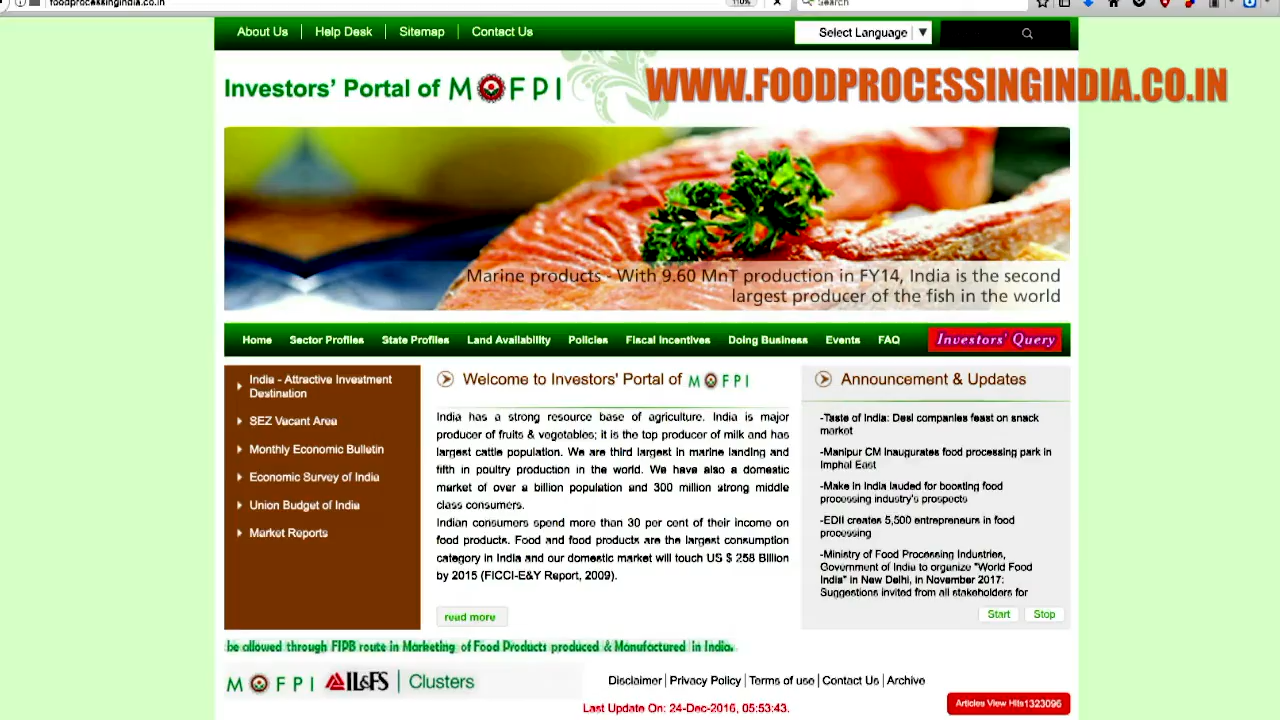 foodprocessingindia.co.in
110%
Search
About Us
Help Desk
Sitemap
Contact Us
Select Language ▼
Investors' Portal of MOFPI
WWW.FOODPROCESSINGINDIA.CO.IN
Marine products - With 9.60 MnT production in FY14, India is the second
largest producer of the fish in the world
Home
Sector Profiles
State Profiles
Land Availability
Policies
Fiscal Incentives
Doing Business
Events
FAQ
Investors' Query
India - Attractive Investment
Destination
SEZ Vacant Area
Monthly Economic Bulletin
Economic Survey of India
Union Budget of India
Market Reports
Welcome to Investors' Portal of MOFPI
India has a strong resource base of agriculture. India is major
producer of fruits & vegetables; it is the top producer of milk and has
largest cattle population. We are third largest in marine landing and
fifth in poultry production in the world. We have also a domestic
market of over a billion population and 300 million strong middle
class consumers.
Indian consumers spend more than 30 per cent of their income on
food products. Food and food products are the largest consumption
category in India and our domestic market will touch US $ 258 Billion
by 2015 (FICCI-E&Y Report, 2009).
read more
Announcement & Updates
-Taste of India: Desi companies feast on snack
market
-Manipur CM inaugurates food processing park in
Imphal East
-Make in India lauded for boosting food
processing industry's prospects
-EDII creates 5,500 entrepreneurs in food
processing
-Ministry of Food Processing Industries,
Government of India to organize "World Food
India" in New Delhi, in November 2017:
Suggestions invited from all stakeholders for
Start
Stop
be allowed through FIPB route in Marketing of Food Products produced & Manufactured in India.
MOFPI IL&FS | Clusters
Disclaimer | Privacy Policy | Terms of use | Contact Us | Archive
Last Update On: 24-Dec-2016, 05:53:43.
Articles View Hits 1323096